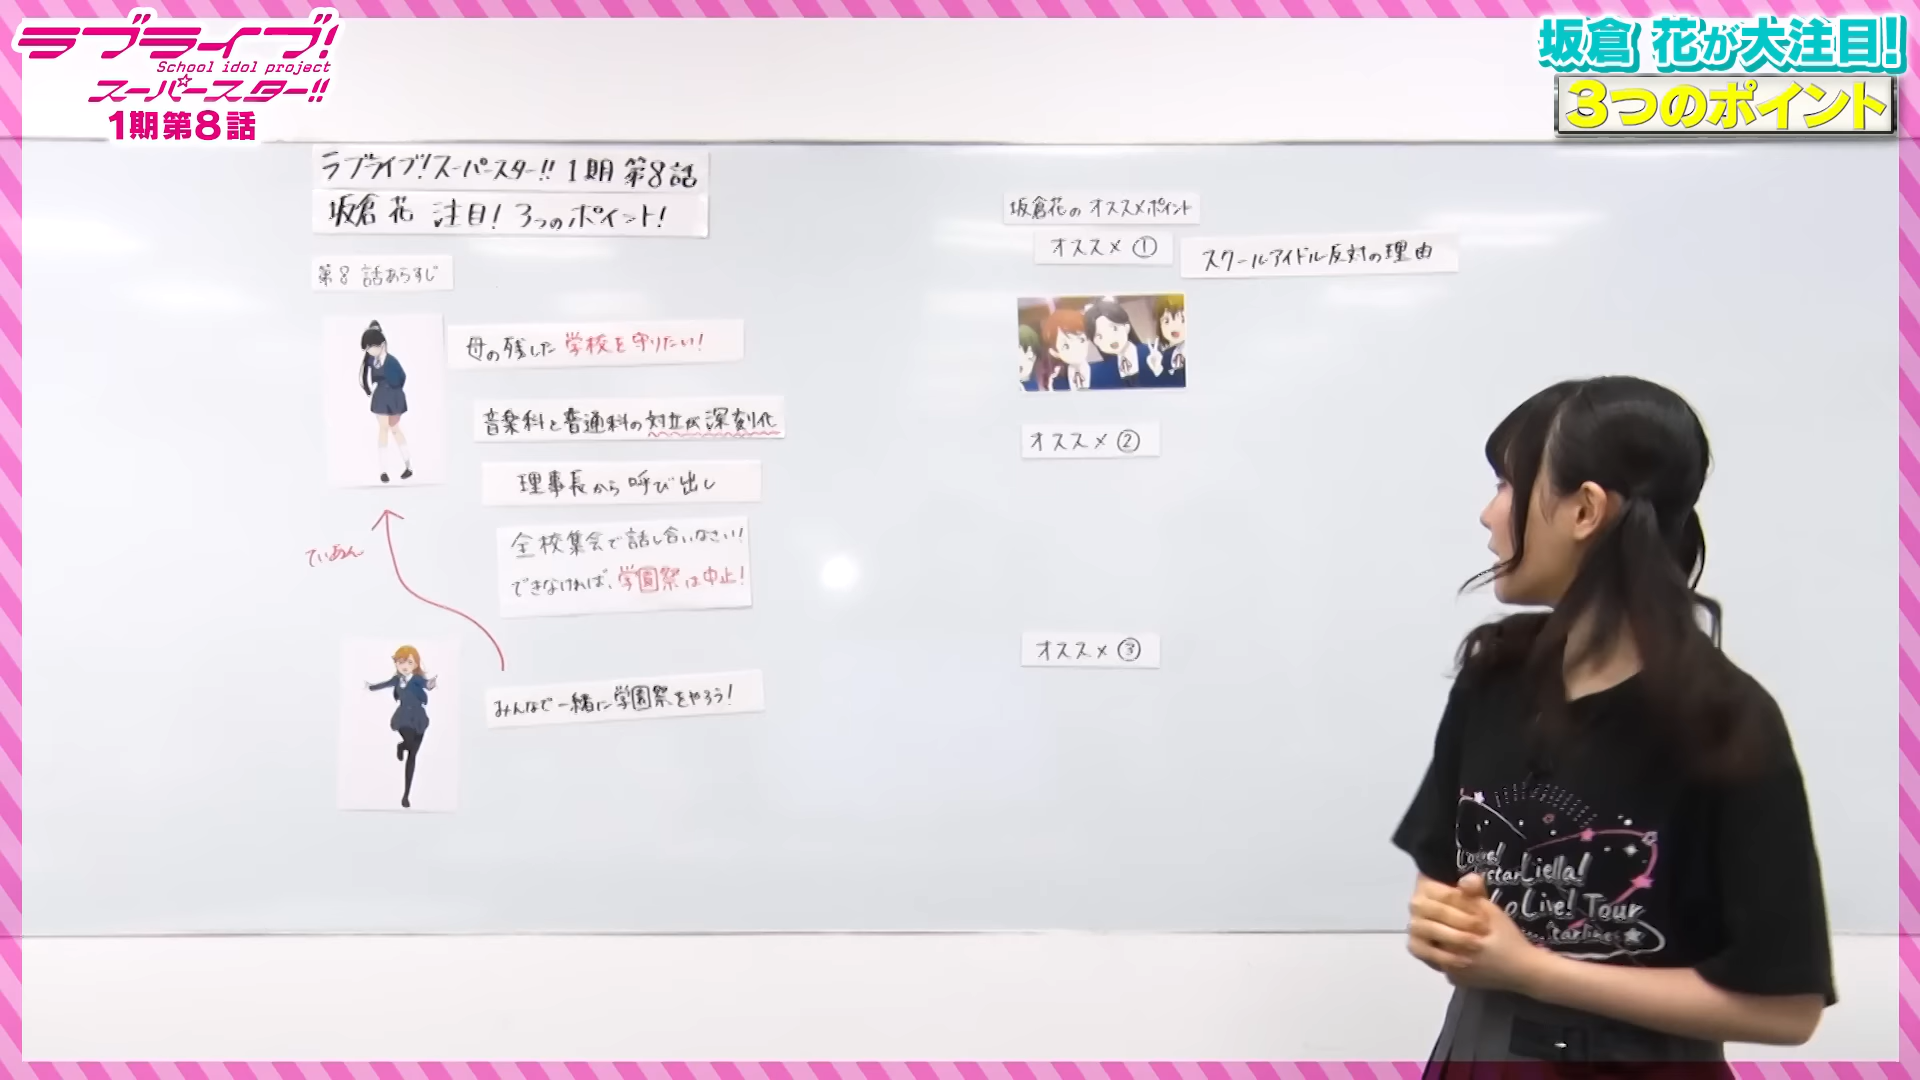 ラブライブ!
School idol project
スーパースター!!
1期第8話
坂倉 花が大注目!
3つのポイント
ラブライブ!スーパースター!! 1期 第8話
坂倉 花 注目! 3つのポイント!
第8話あらすじ
母の残した学校を守りたい!
音楽科と普通科の対立が深刻化
理事長から呼び出し
全校集会で話し合いなさい!
できなければ、学園祭は中止!
ていあん
みんなで一緒に学園祭をやろう!
坂倉花のオススメポイント
オススメ①
スクールアイドル反対の理由
オススメ②
オススメ③
Love!
Liella!
LoveLive! Tour
Starlines